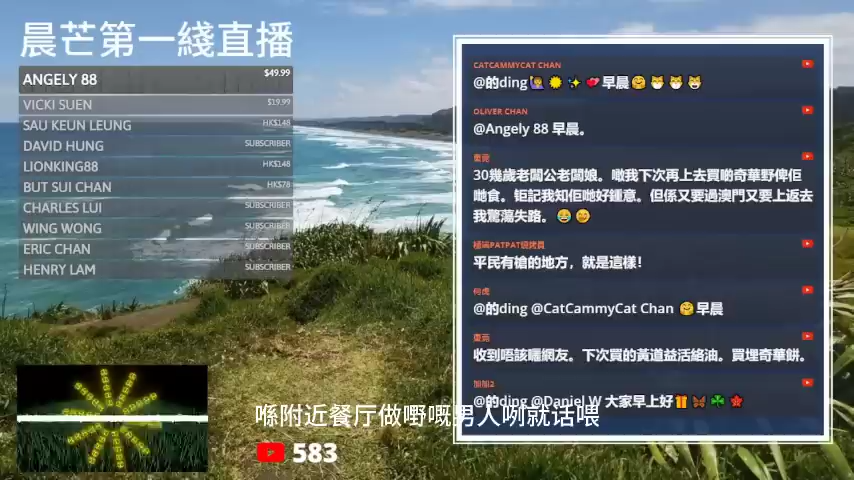 晨芒第一綫直播
ANGELY 88 $49.99
VICKI SUEN $19.99
SAU KEUN LEUNG HK$148
DAVID HUNG SUBSCRIBER
LIONKING88 HK$148
BUT SUI CHAN HK$78
CHARLES LUI SUBSCRIBER
WING WONG SUBSCRIBER
ERIC CHAN SUBSCRIBER
HENRY LAM SUBSCRIBER
CATCAMMYCAT CHAN
@的ding🙋‍♀️🌞✨💕早晨🤗😸😸😸
OLIVER CHAN
@Angely 88 早晨。
30幾歲老闆公老闆娘。噉我下次再上去買啲奇華野俾佢
哋食。钜記我知佢哋好鍾意。但係又要過澳門又要上返去
我驚蕩失路。😂😄
平民有槍的地方，就是這樣！
何虎
@的ding @CatCammyCat Chan 🤗早晨
收到唔該曬網友。下次買的黃道益活絡油。買埋奇華餅。
加加2
@的ding @Daniel W 大家早上好🎁🦋☘🌺
喺附近餐厅做嘢嘅男人咧就话喂
583